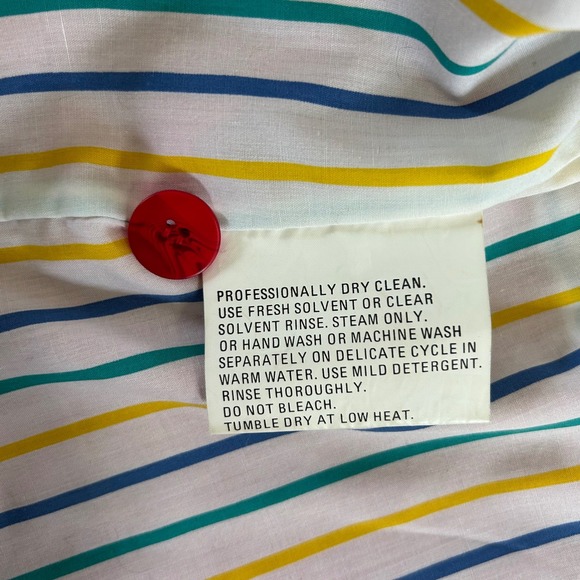 PROFESSIONALLY DRY CLEAN.
USE FRESH SOLVENT OR CLEAR
SOLVENT RINSE. STEAM ONLY.
OR HAND WASH OR MACHINE WASH
SEPARATELY ON DELICATE CYCLE IN
WARM WATER. USE MILD DETERGENT.
RINSE THOROUGHLY.
DO NOT BLEACH.
TUMBLE DRY AT LOW HEAT.